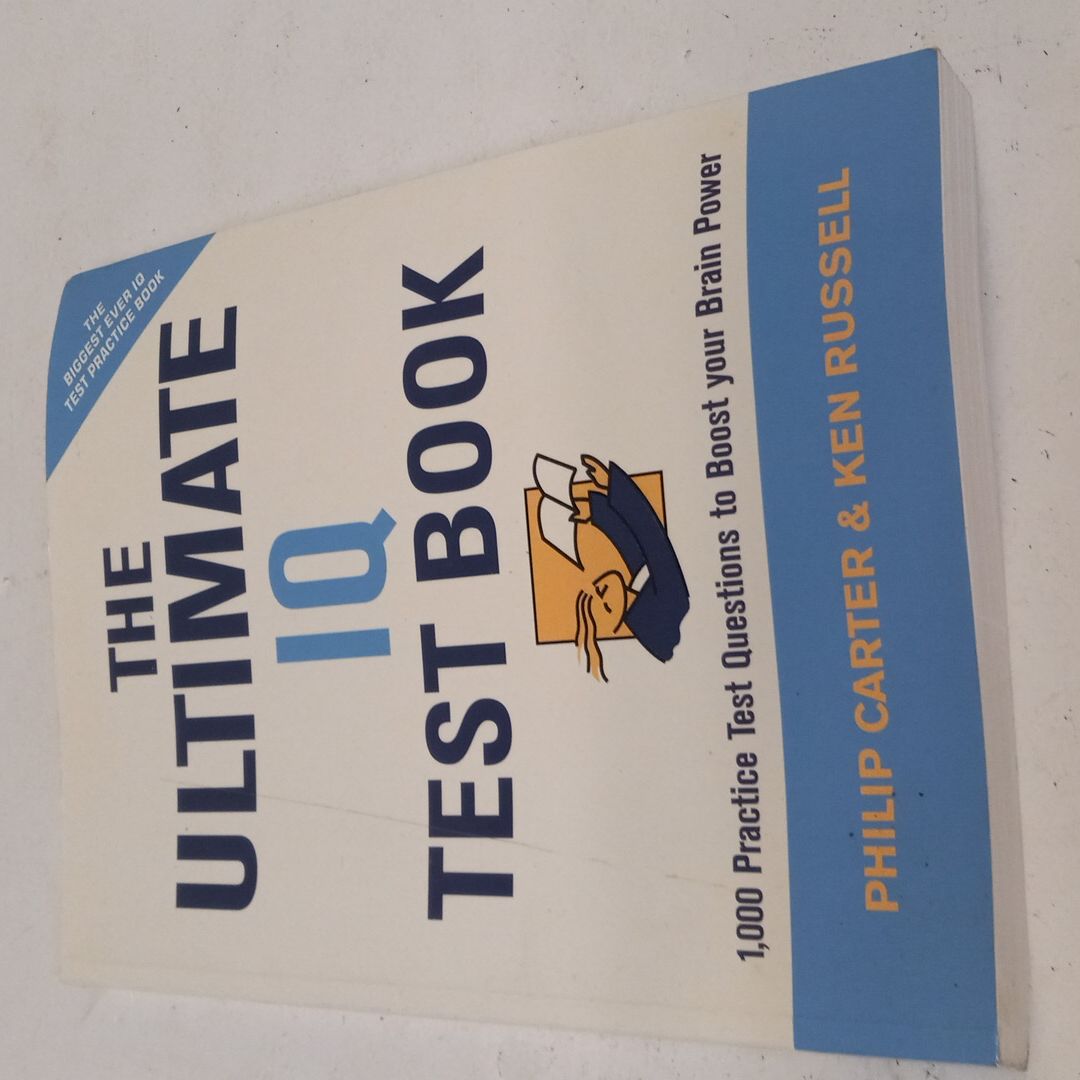 THE
BIGGEST EVER IQ
TEST PRACTICE BOOK
THE
ULTIMATE
IQ
TEST BOOK
1,000 Practice Test Questions to Boost your Brain Power
PHILIP CARTER & KEN RUSSELL